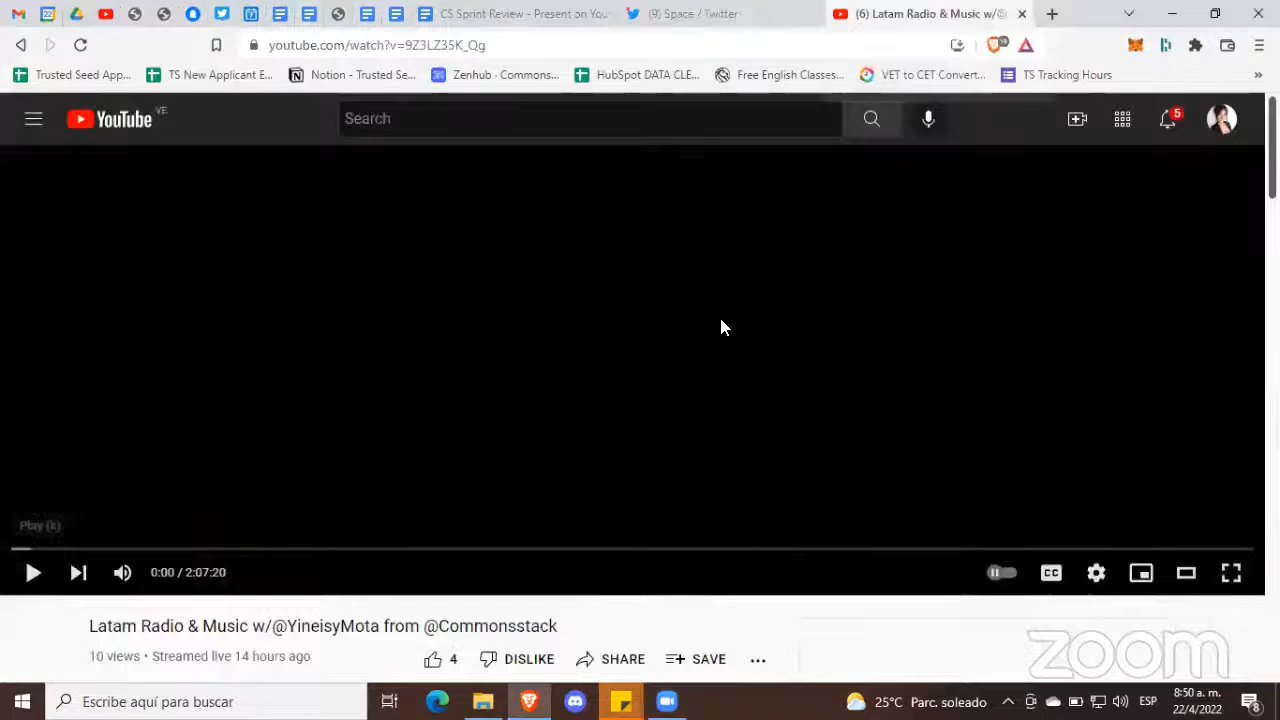 CS Sprint Review - Present on You
(9) Space / Twitter
(6) Latam Radio & Music w/@
youtube.com/watch?v=9Z3LZ35K_Qg
Trusted Seed App...
TS New Applicant E...
Notion - Trusted Se...
Zenhub - Commons...
HubSpot DATA CLE...
Free English Classes...
VET to CET Convert...
TS Tracking Hours
YouTube VE
Search
5
Play (k)
0:00 / 2:07:20
CC
Latam Radio & Music w/@YineisyMota from @Commonsstack
10 views • Streamed live 14 hours ago
4
DISLIKE
SHARE
SAVE
zoom
Escribe aquí para buscar
25°C Parc. soleado
ESP
8:50 a. m.
22/4/2022
8